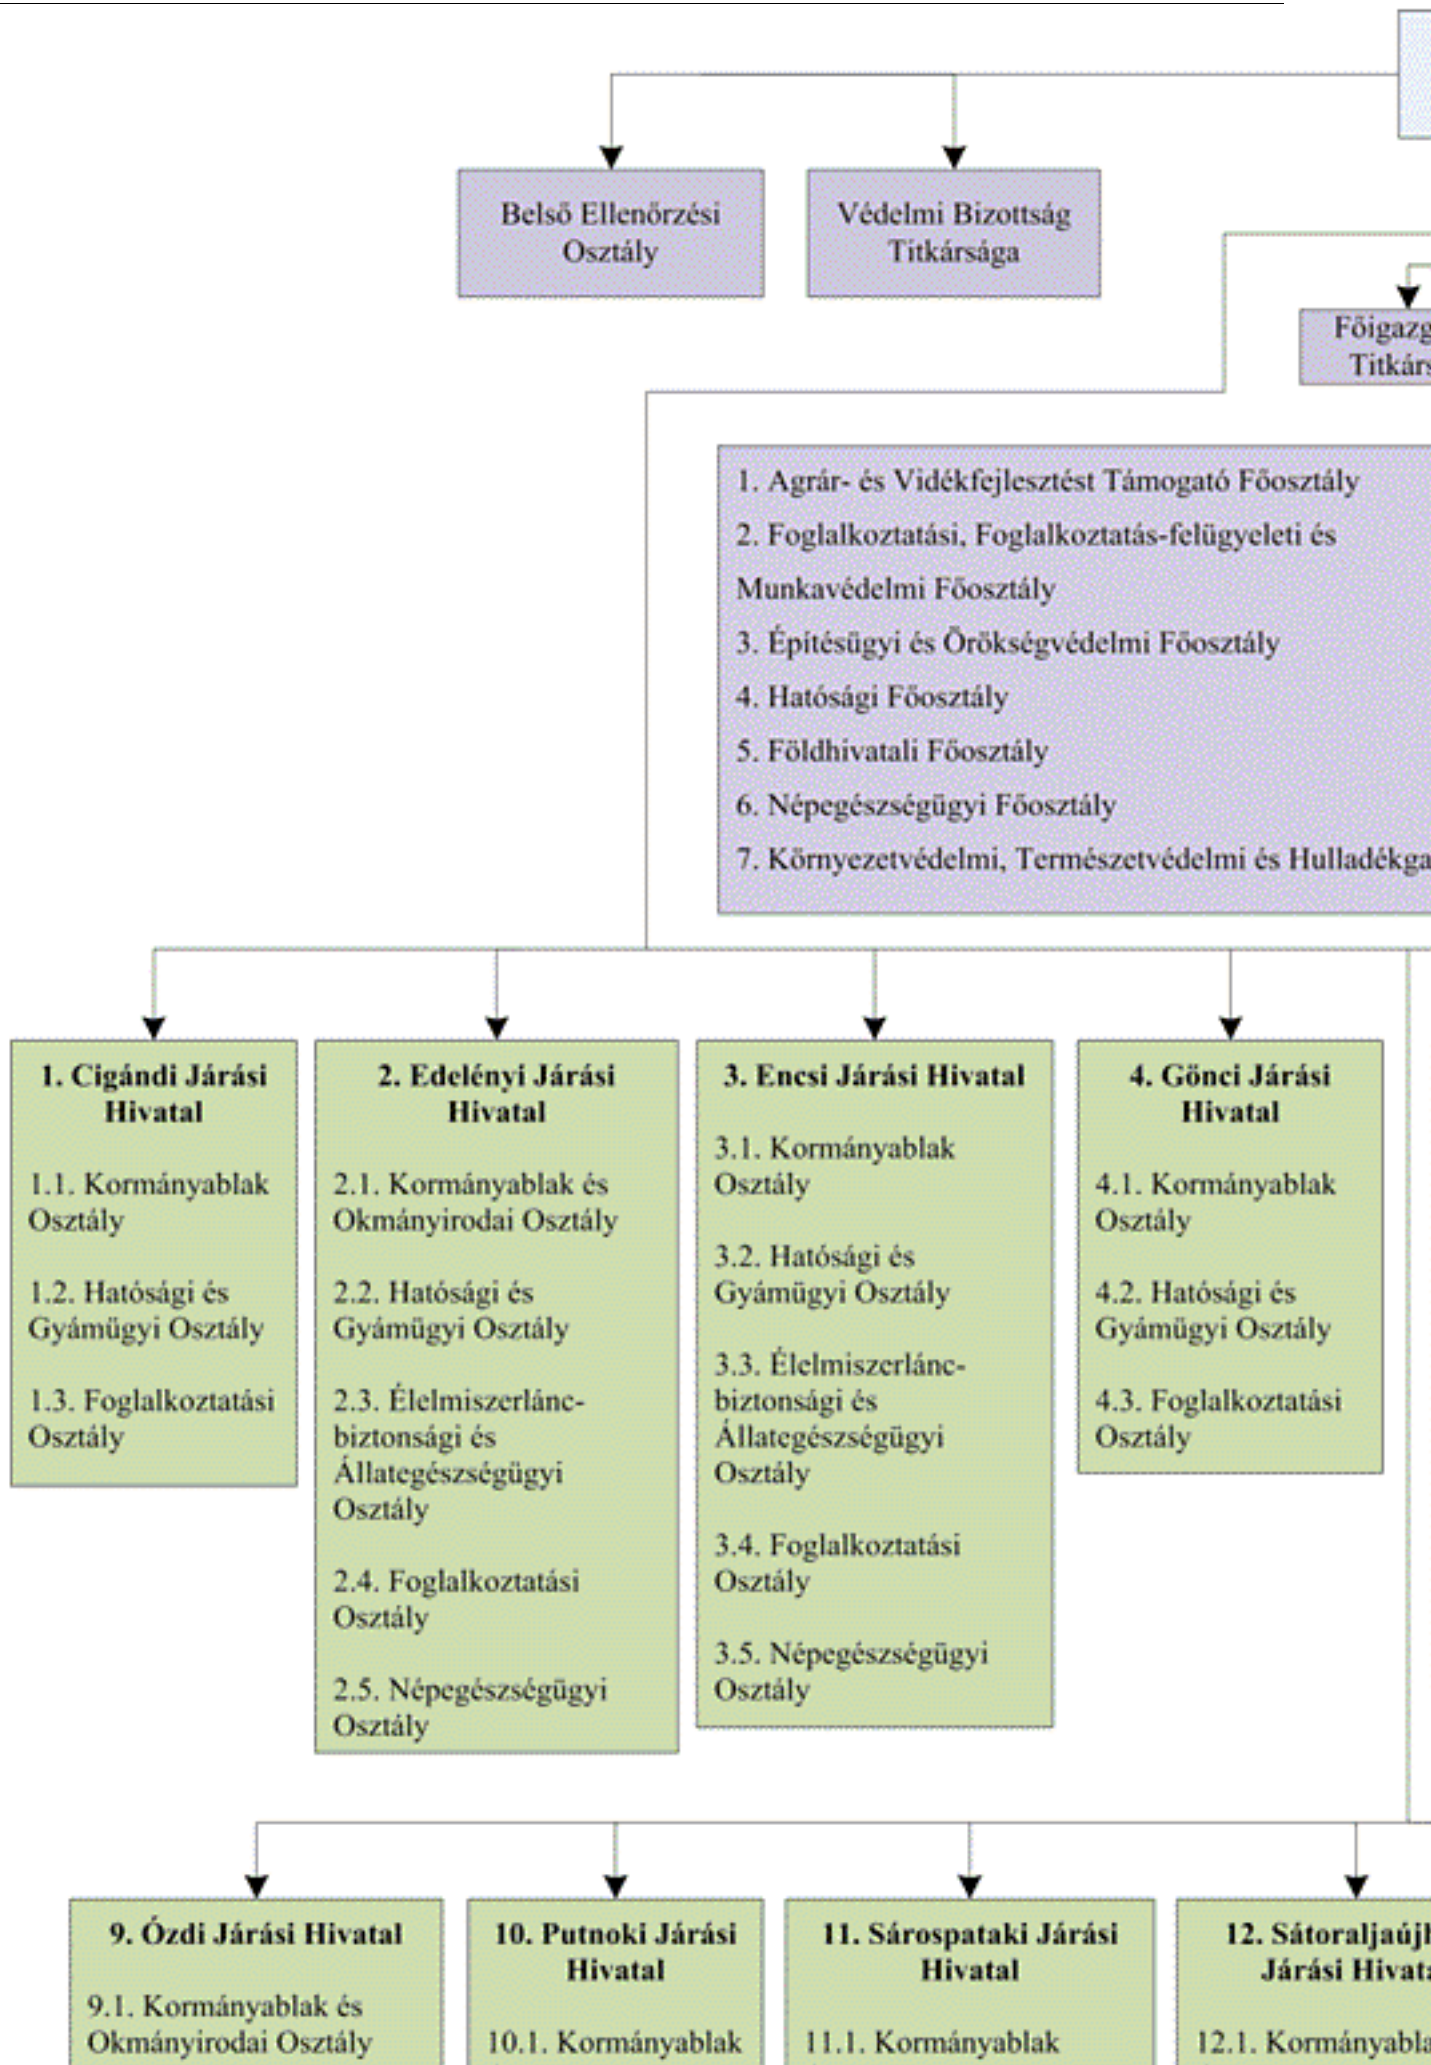 Belső Ellenőrzési
Osztály
Védelmi Bizottság
Titkársága
1. Agrár- és Vidékfejlesztést Támogató Főosztály
2. Foglalkoztatási, Foglalkoztatás-felügyeleti és
Munkavédelmi Főosztály
3. Építésügyi és Örökségvédelmi Főosztály
4. Hatósági Főosztály
5. Földhivatali Főosztály
6. Népegészségügyi Főosztály
7. Környezetvédelmi, Természetvédelmi és
1. Cigándi Járási
Hivatal
1.1. Kormányablak
Osztály
1.2. Hatósági és
Gyámügyi Osztály
1.3. Foglalkoztatási
Osztály
2. Edelényi Járási
Hivatal
2.1. Kormányablak és
Okmányirodai Osztály
2.2. Hatósági és
Gyámügyi Osztály
2.3. Élelmiszerlánc-
biztonsági és
Állategészségügyi
Osztály
2.4. Foglalkoztatási
Osztály
2.5. Népegészségügyi
Osztály
3. Encsi Járási Hivatal
3.1. Kormányablak
Osztály
3.2. Hatósági és
Gyámügyi Osztály
3.3. Élelmiszerlánc-
biztonsági és
Állategészségügyi
Osztály
3.4. Foglalkoztatási
Osztály
3.5. Népegészségügyi
Osztály
4. Gönci Járási
Hivatal
4.1. Kormányablak
Osztály
4.2. Hatósági és
Gyámügyi Osztály
4.3. Foglalkoztatási
Osztály
9. Ózdi Járási Hivatal
9.1. Kormányablak és
Okmányirodai Osztály
10. Putnoki Járási
Hivatal
10.1. Kormányablak
11. Sárospataki Járási
Hivatal
11.1. Kormányablak
12.
Járási
12.1.